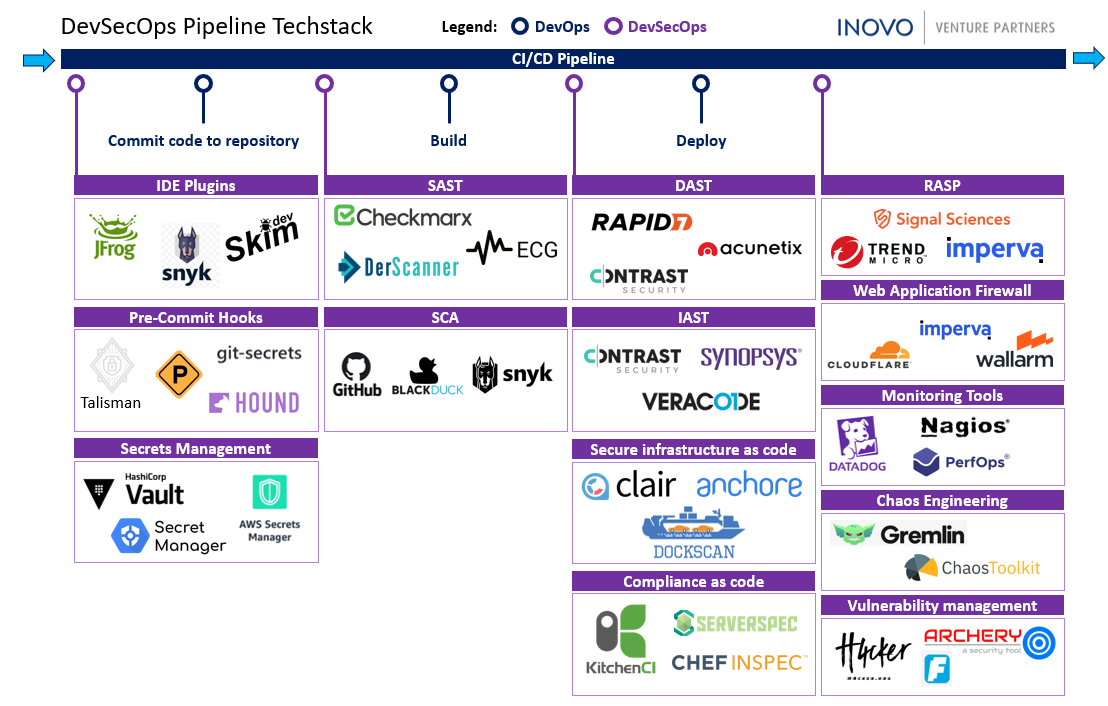 DevSecOps Pipeline Techstack
Legend:
DevOps
DevSecOps
INOVO
VENTURE PARTNERS
CI/CD Pipeline
Commit code to repository
Build
Deploy
IDE Plugins
JFrog
snyk
Skim
dev
Pre-Commit Hooks
Talisman
P
git-secrets
HOUND
Secrets Management
HashiCorp
Vault
AWS Secrets
Manager
Secret
Manager
SAST
Checkmarx
DerScanner
ECG
SCA
GitHub
BLACKDUCK
snyk
DAST
RAPID7
acunetix
CONTRAST
SECURITY
IAST
CONTRAST
SECURITY
SYNOPSYS®
VERACODE
Secure infrastructure as code
clair
anchore
DOCKSCAN
Compliance as code
KitchenCI
SERVERSPEC
CHEF INSPEC™
RASP
Signal Sciences
TREND
MICRO™
imperva
Web Application Firewall
imperva
CLOUDFLARE
wallarm
Monitoring Tools
DATADOG
Nagios®
PerfOps®
Chaos Engineering
Gremlin
ChaosToolkit
Vulnerability management
ARCHERY
a security tool
F